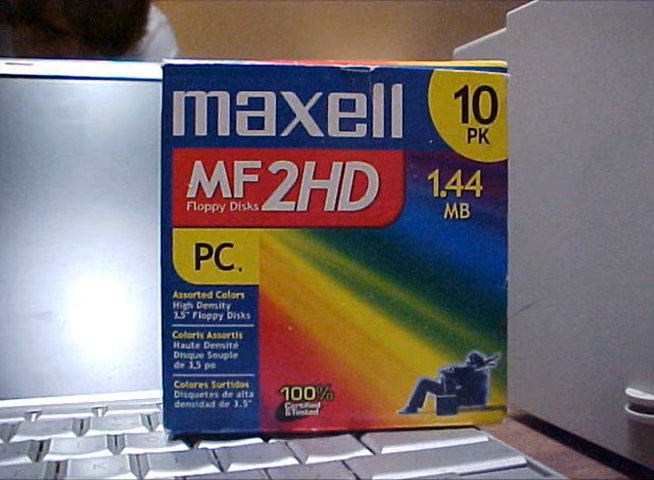 maxell
10
PK
MF 2HD
Floppy Disks
1.44
MB
PC.
Assorted Colors
High Density
3.5" Floppy Disks
Coloris Assortis
Haute Densité
Disque Souple
de 3,5 po
Colores Surtidos
Disquetes de alta
densidad de 3.5"
100%
Certified
&Tested